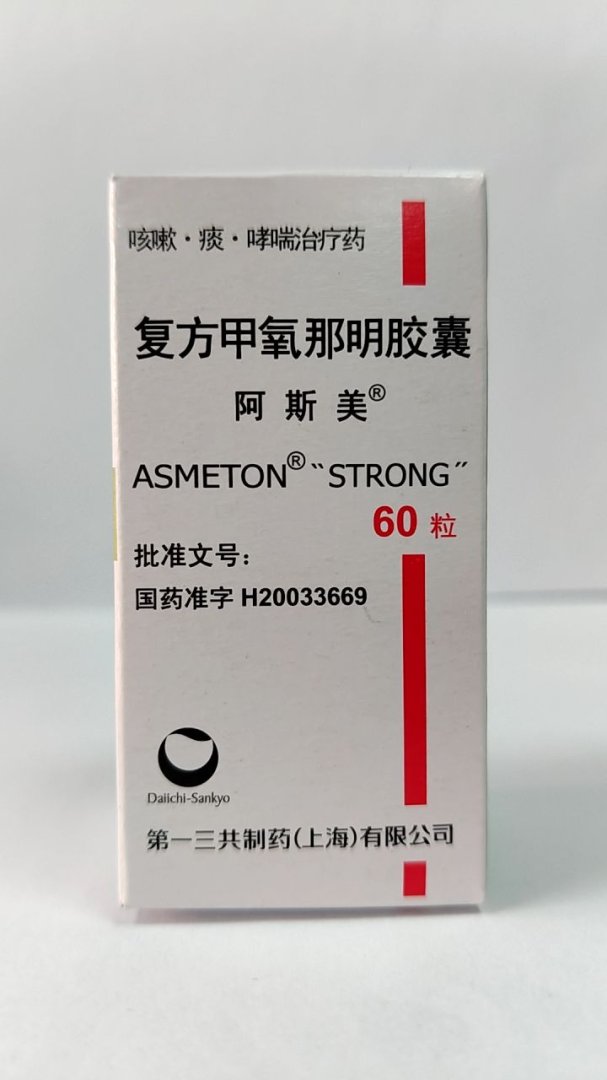 咳嗽·痰·哮喘治疗药
复方甲氧那明胶囊
阿斯美®
ASMETON® “STRONG”
60 粒
批准文号：
国药准字 H20033669
Daiichi-Sankyo
第一三共制药(上海)有限公司